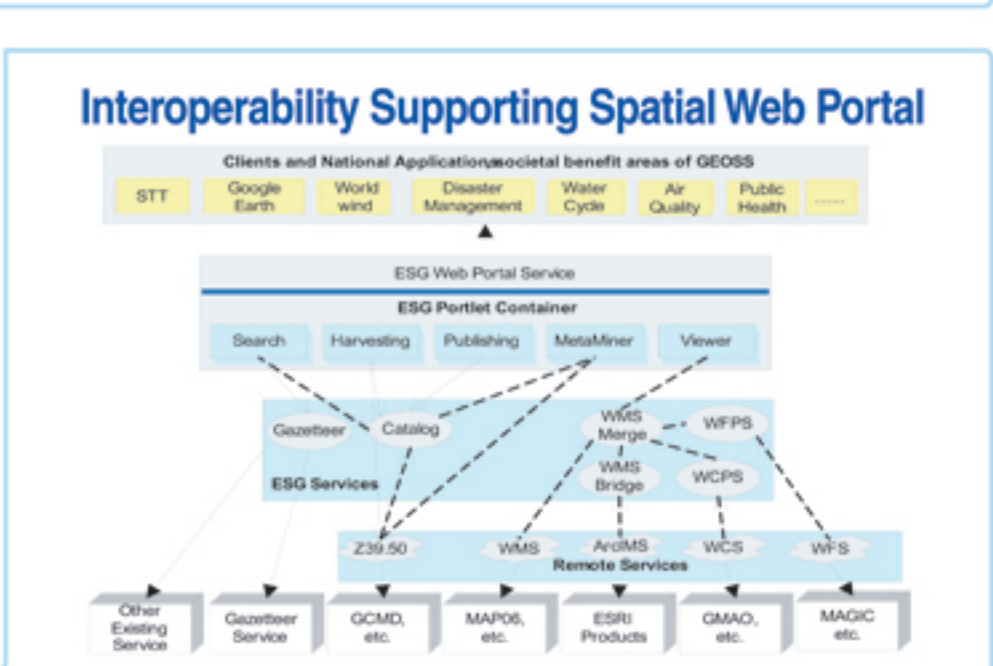 Interoperability Supporting Spatial Web Portal
Clients and National Application,societal benefit areas of GEOSS
STT
Google
Earth
World
wind
Disaster
Management
Water
Cycle
Air
Quality
Public
Health
......
ESG Web Portal Service
ESG Portlet Container
Search
Harvesting
Publishing
MetaMiner
Viewer
Gazetteer
Catalog
WMS
Merge
WFPS
WMS
Bridge
WCPS
ESG Services
Z39.50
WMS
ArcIMS
WCS
WFS
Remote Services
Other
Existing
Service
Gazetteer
Service
GCMD,
etc.
MAP06,
etc.
ESRI
Products
GMAO,
etc.
MAGIC
etc.